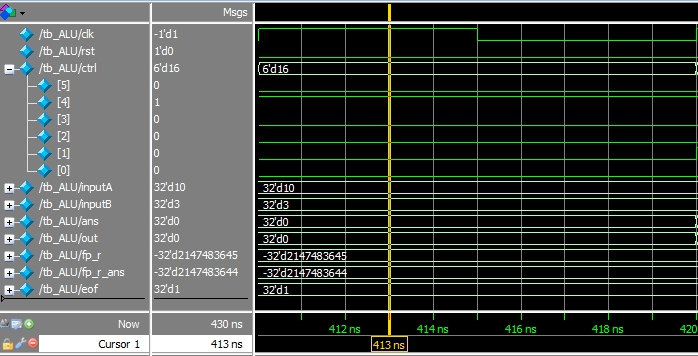 Msgs
/tb_ALU/clk -1'd1
/tb_ALU/rst 1'd0
/tb_ALU/ctrl 6'd16 6'd16
[5] 0
[4] 1
[3] 0
[2] 0
[1] 0
[0] 0
/tb_ALU/inputA 32'd10 32'd10
/tb_ALU/inputB 32'd3 32'd3
/tb_ALU/ans 32'd0 32'd0
/tb_ALU/out 32'd0 32'd0
/tb_ALU/fp_r -32'd2147483645 -32'd2147483645
/tb_ALU/fp_r_ans -32'd2147483644 -32'd2147483644
/tb_ALU/eof 32'd1 32'd1
Now 430 ns 412 ns 414 ns 416 ns 418 ns 420
Cursor 1 413 ns 413 ns